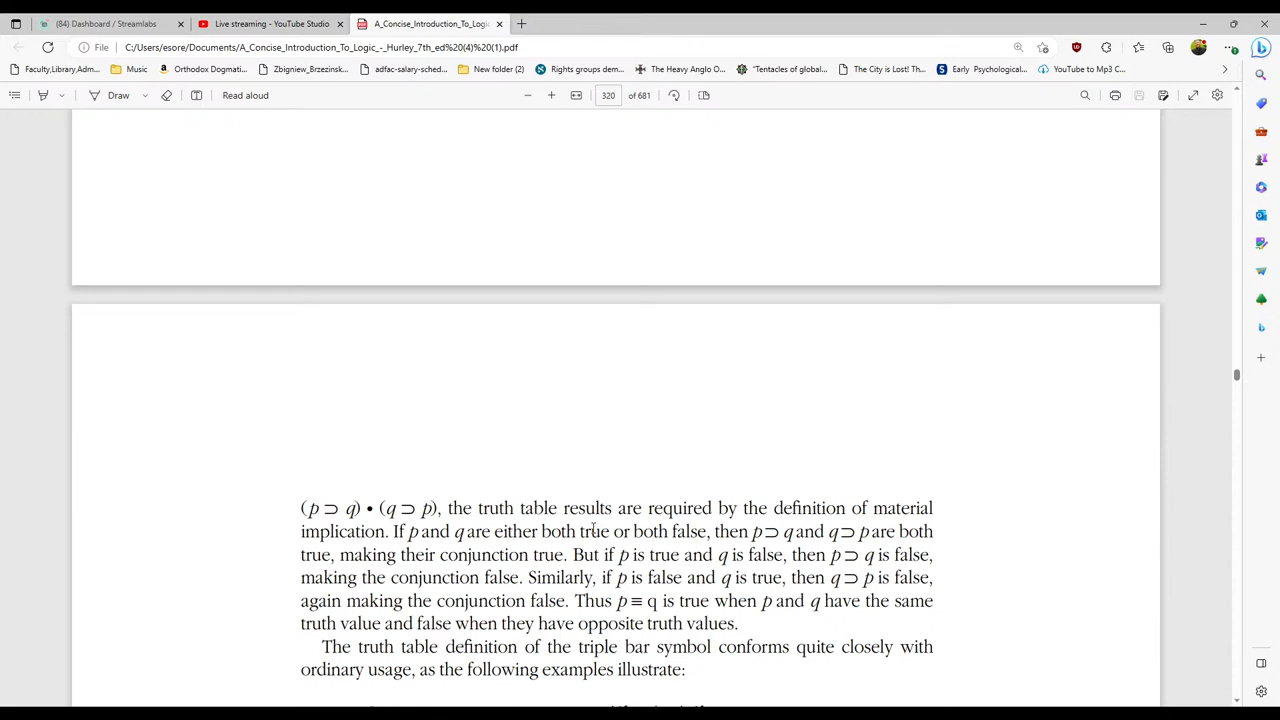 (84) Dashboard / Streamlabs
Live streaming - YouTube Studio
A_Concise_Introduction_To_Logic
File
C:/Users/esore/Documents/A_Concise_Introduction_To_Logic_-_Hurley_7th_ed%20(4)%20(1).pdf
Faculty,Library,Adm...
Music
Orthodox Dogmati...
Zbigniew_Brzezinsk...
adfac-salary-sched...
New folder (2)
Rights groups dem...
The Heavy Anglo O...
"Tentacles of global...
The City is Lost! Th...
Early Psychological...
YouTube to Mp3 C...
Draw
Read aloud
320
of 681
(p ⊃ q) • (q ⊃ p), the truth table results are required by the definition of material
implication. If p and q are either both true or both false, then p ⊃ q and q ⊃ p are both
true, making their conjunction true. But if p is true and q is false, then p ⊃ q is false,
making the conjunction false. Similarly, if p is false and q is true, then q ⊃ p is false,
again making the conjunction false. Thus p ≡ q is true when p and q have the same
truth value and false when they have opposite truth values.
The truth table definition of the triple bar symbol conforms quite closely with
ordinary usage, as the following examples illustrate: